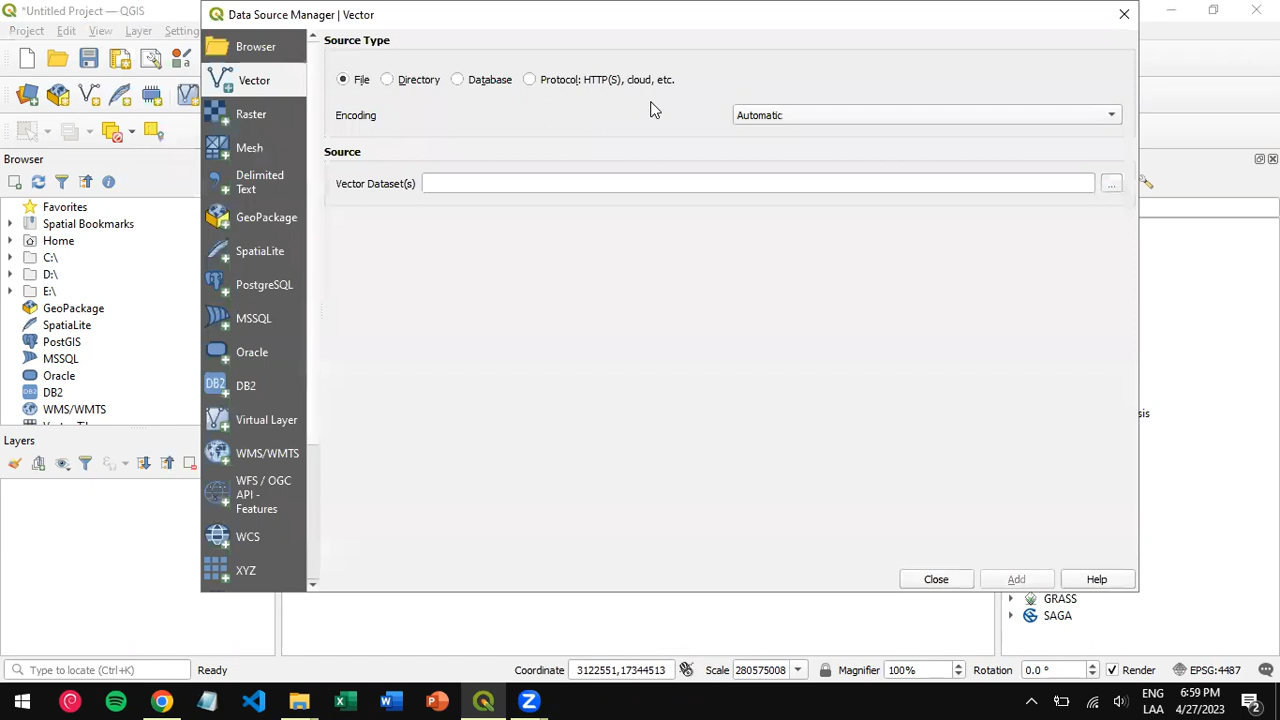 *Untitled Project — QGIS
Data Source Manager | Vector
Project
Edit
View
Layer
Setting
Browser
Favorites
Spatial Bookmarks
Home
C:\
D:\
E:\
GeoPackage
SpatiaLite
PostGIS
MSSQL
Oracle
DB2
WMS/WMTS
Layers
Browser
Vector
Raster
Mesh
Delimited
Text
GeoPackage
SpatiaLite
PostgreSQL
MSSQL
Oracle
DB2
DB2
Virtual Layer
WMS/WMTS
WFS / OGC
API -
Features
WCS
XYZ
Source Type
File
Directory
Database
Protocol: HTTP(S), cloud, etc.
Encoding
Automatic
Source
Vector Dataset(s)
...
Close
Add
Help
sis
GRASS
SAGA
Type to locate (Ctrl+K)
Ready
Coordinate
3122551,17344513
Scale
280575008
Magnifier
100%
Rotation
0.0 °
Render
EPSG:4487
ENG
LAA
6:59 PM
4/27/2023
2